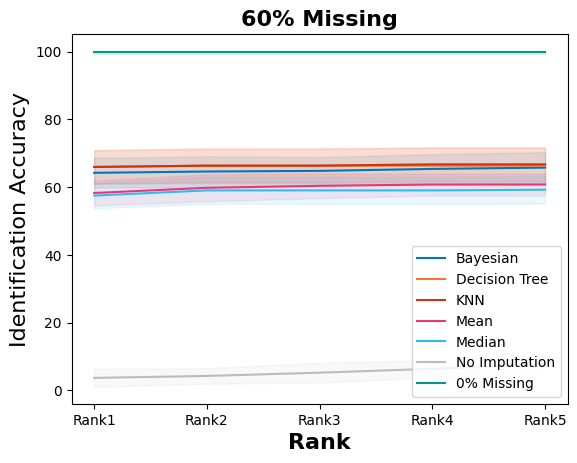 60% Missing
Identification Accuracy
100
80
60
40
20
0
Bayesian
Decision Tree
KNN
Mean
Median
No Imputation
0% Missing
Rank1 Rank2 Rank3 Rank4 Rank5
Rank